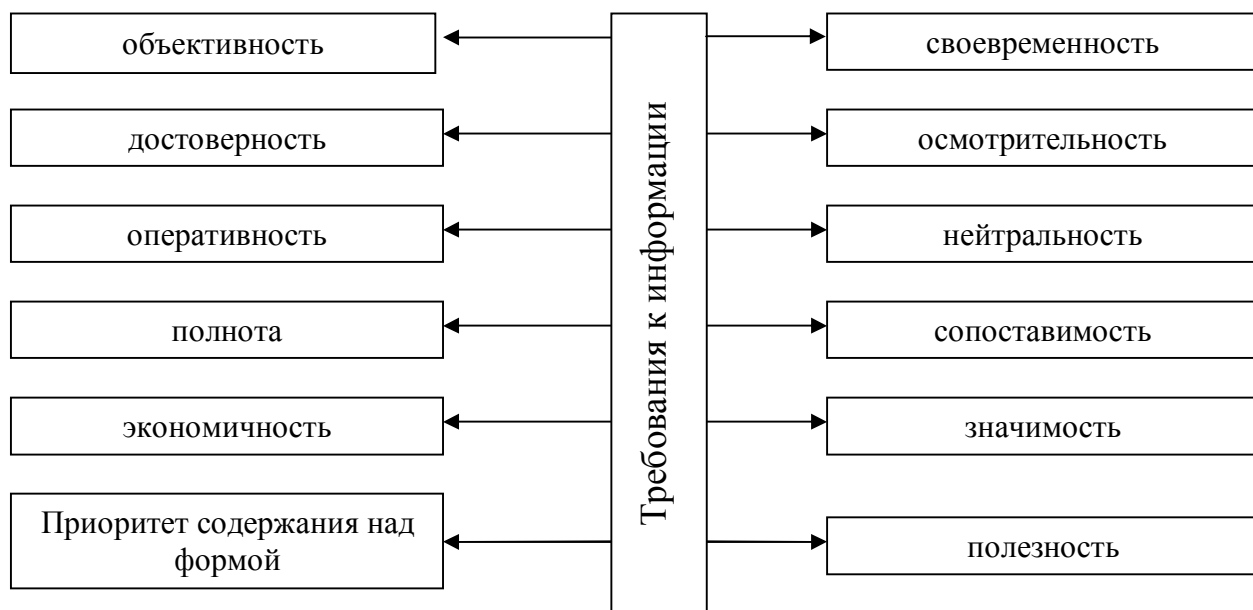 объективность
достоверность
оперативность
полнота
экономичность
Приоритет содержания над
формой
Требования к информации
своевременность
осмотрительность
нейтральность
сопоставимость
значимость
полезность